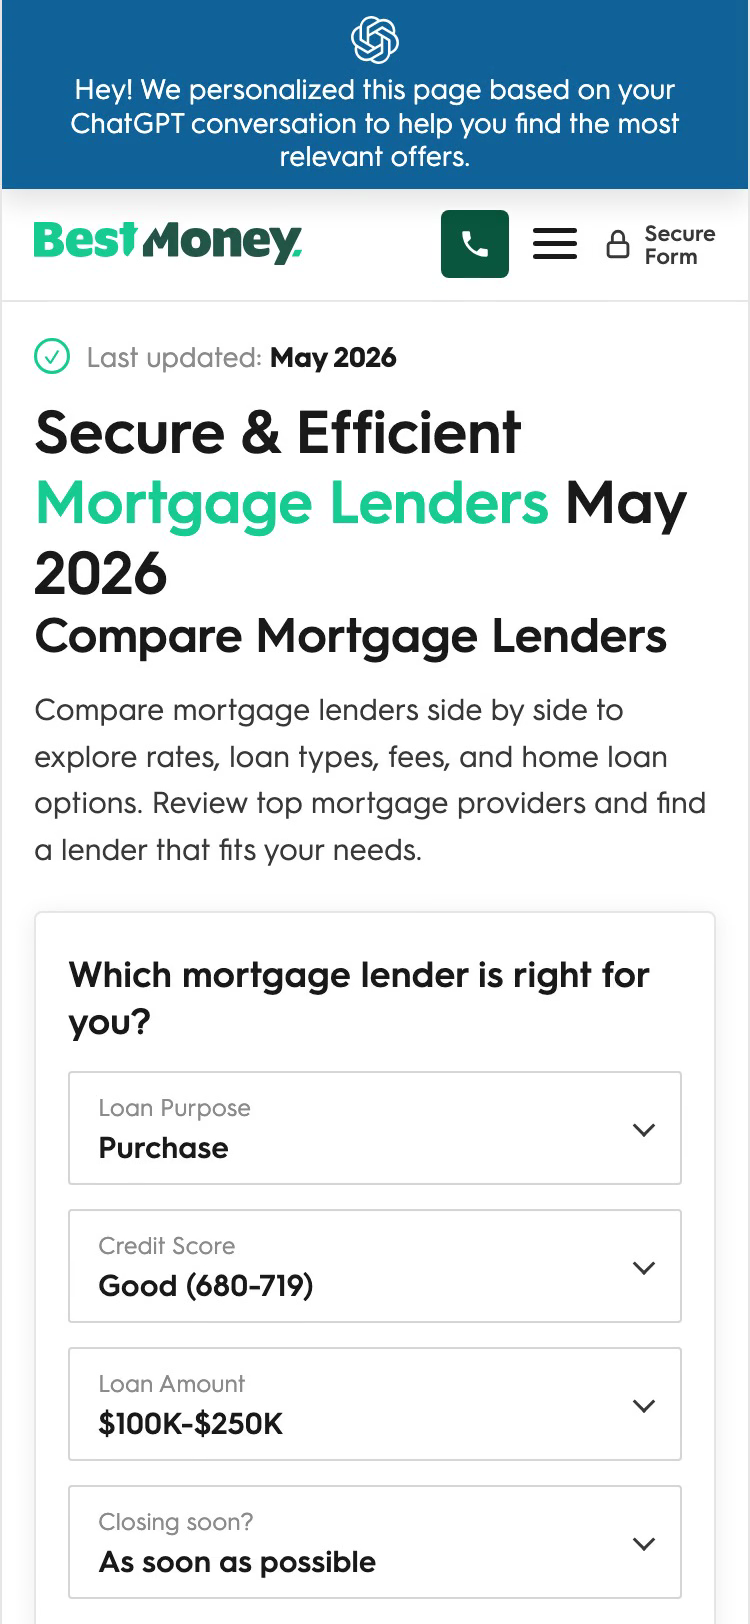 Hey! We personalized this page based on your
ChatGPT conversation to help you find the most
relevant offers.
BestMoney.
Secure
Form
Last updated: May 2026
Secure & Efficient
Mortgage Lenders May
2026
Compare Mortgage Lenders
Compare mortgage lenders side by side to
explore rates, loan types, fees, and home loan
options. Review top mortgage providers and find
a lender that fits your needs.
Which mortgage lender is right for
you?
Loan Purpose
Purchase
Credit Score
Good (680-719)
Loan Amount
$100K-$250K
Closing soon?
As soon as possible